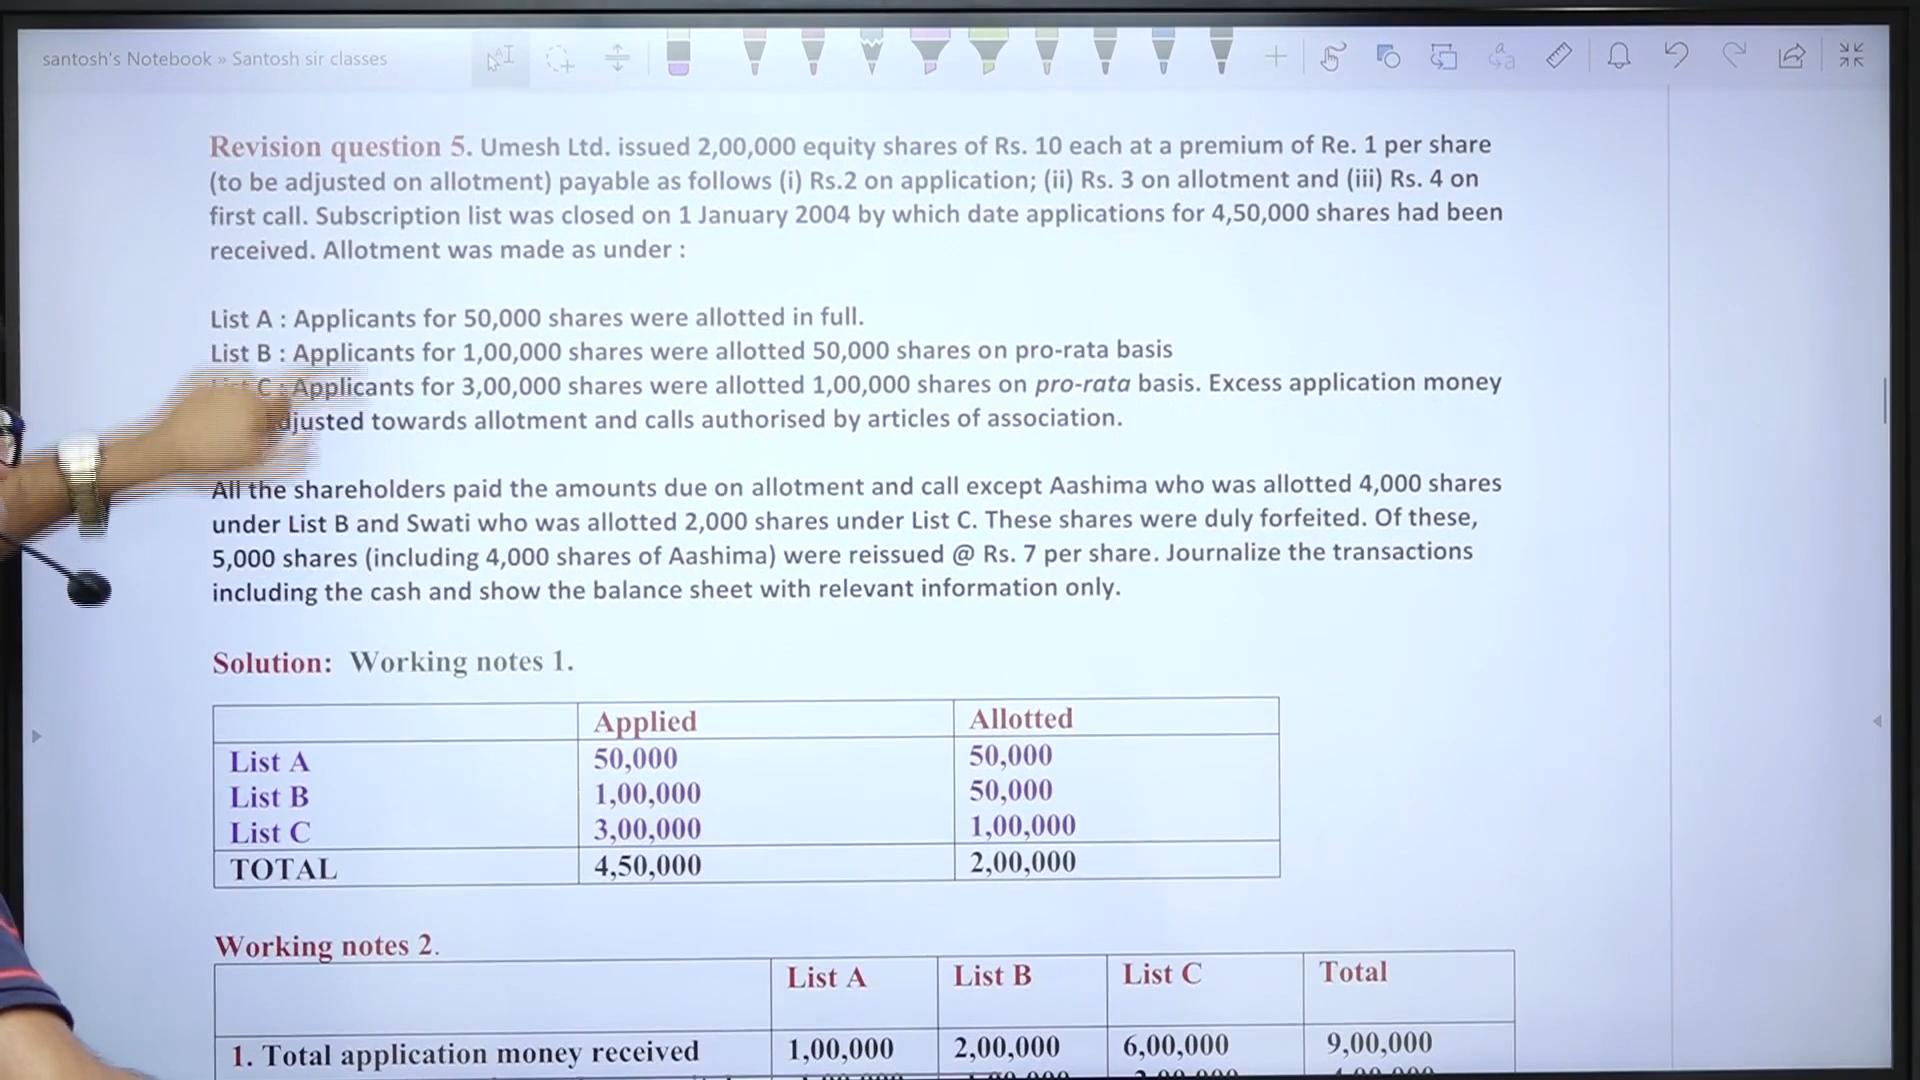 santosh's Notebook » Santosh sir classes
Revision question 5. Umesh Ltd. issued 2,00,000 equity shares of Rs. 10 each at a premium of Re. 1 per share
(to be adjusted on allotment) payable as follows (i) Rs.2 on application; (ii) Rs. 3 on allotment and (iii) Rs. 4 on
first call. Subscription list was closed on 1 January 2004 by which date applications for 4,50,000 shares had been
received. Allotment was made as under :
List A : Applicants for 50,000 shares were allotted in full.
List B : Applicants for 1,00,000 shares were allotted 50,000 shares on pro-rata basis
C : Applicants for 3,00,000 shares were allotted 1,00,000 shares on pro-rata basis. Excess application money
djusted towards allotment and calls authorised by articles of association.
All the shareholders paid the amounts due on allotment and call except Aashima who was allotted 4,000 shares
under List B and Swati who was allotted 2,000 shares under List C. These shares were duly forfeited. Of these,
5,000 shares (including 4,000 shares of Aashima) were reissued @ Rs. 7 per share. Journalize the transactions
including the cash and show the balance sheet with relevant information only.
Solution: Working notes 1.
Applied Allotted
List A 50,000 50,000
List B 1,00,000 50,000
List C 3,00,000 1,00,000
TOTAL 4,50,000 2,00,000
Working notes 2.
List A List B List C Total
1. Total application money received 1,00,000 2,00,000 6,00,000 9,00,000